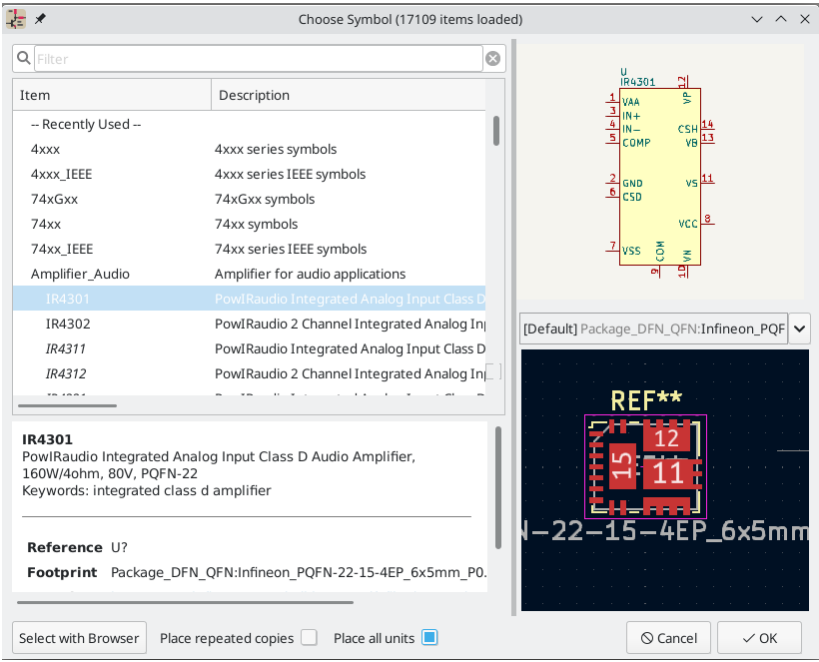 Choose Symbol (17109 items loaded)
Filter
Item Description
-- Recently Used --
4xxx 4xxx series symbols
4xxx_IEEE 4xxx series IEEE symbols
74xGxx 74xGxx symbols
74xx 74xx symbols
74xx_IEEE 74xx series IEEE symbols
Amplifier_Audio Amplifier for audio applications
IR4301 PowIRaudio Integrated Analog Input Class D
IR4302 PowIRaudio 2 Channel Integrated Analog Inp
IR4311 PowIRaudio Integrated Analog Input Class D
IR4312 PowIRaudio 2 Channel Integrated Analog Inp
IR4301
PowIRaudio Integrated Analog Input Class D Audio Amplifier,
160W/4ohm, 80V, PQFN-22
Keywords: integrated class d amplifier
Reference U?
Footprint Package_DFN_QFN:Infineon_PQFN-22-15-4EP_6x5mm_P0.
Select with Browser Place repeated copies Place all units
U
IR4301
12
VP
1 VAA
3 IN+
4 IN− CSH 14
5 COMP VB 13
2 GND VS 11
6 CSD
VCC 8
7 VSS
COM VN
9 10
[Default] Package_DFN_QFN:Infineon_PQF
REF**
12
15
11
N-22-15-4EP_6x5mm
Cancel OK